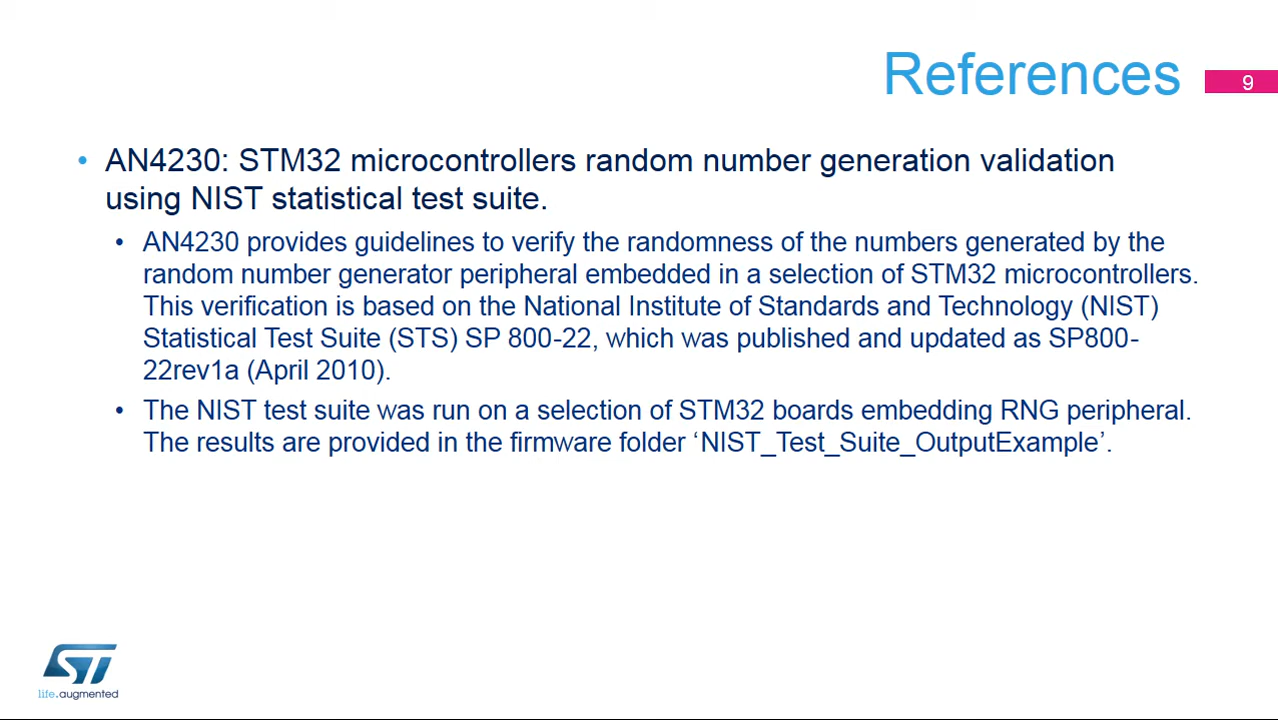 References
9
• AN4230: STM32 microcontrollers random number generation validation
using NIST statistical test suite.
• AN4230 provides guidelines to verify the randomness of the numbers generated by the
random number generator peripheral embedded in a selection of STM32 microcontrollers.
This verification is based on the National Institute of Standards and Technology (NIST)
Statistical Test Suite (STS) SP 800-22, which was published and updated as SP800-
22rev1a (April 2010).
• The NIST test suite was run on a selection of STM32 boards embedding RNG peripheral.
The results are provided in the firmware folder ‘NIST_Test_Suite_OutputExample’.
ST
life.augmented